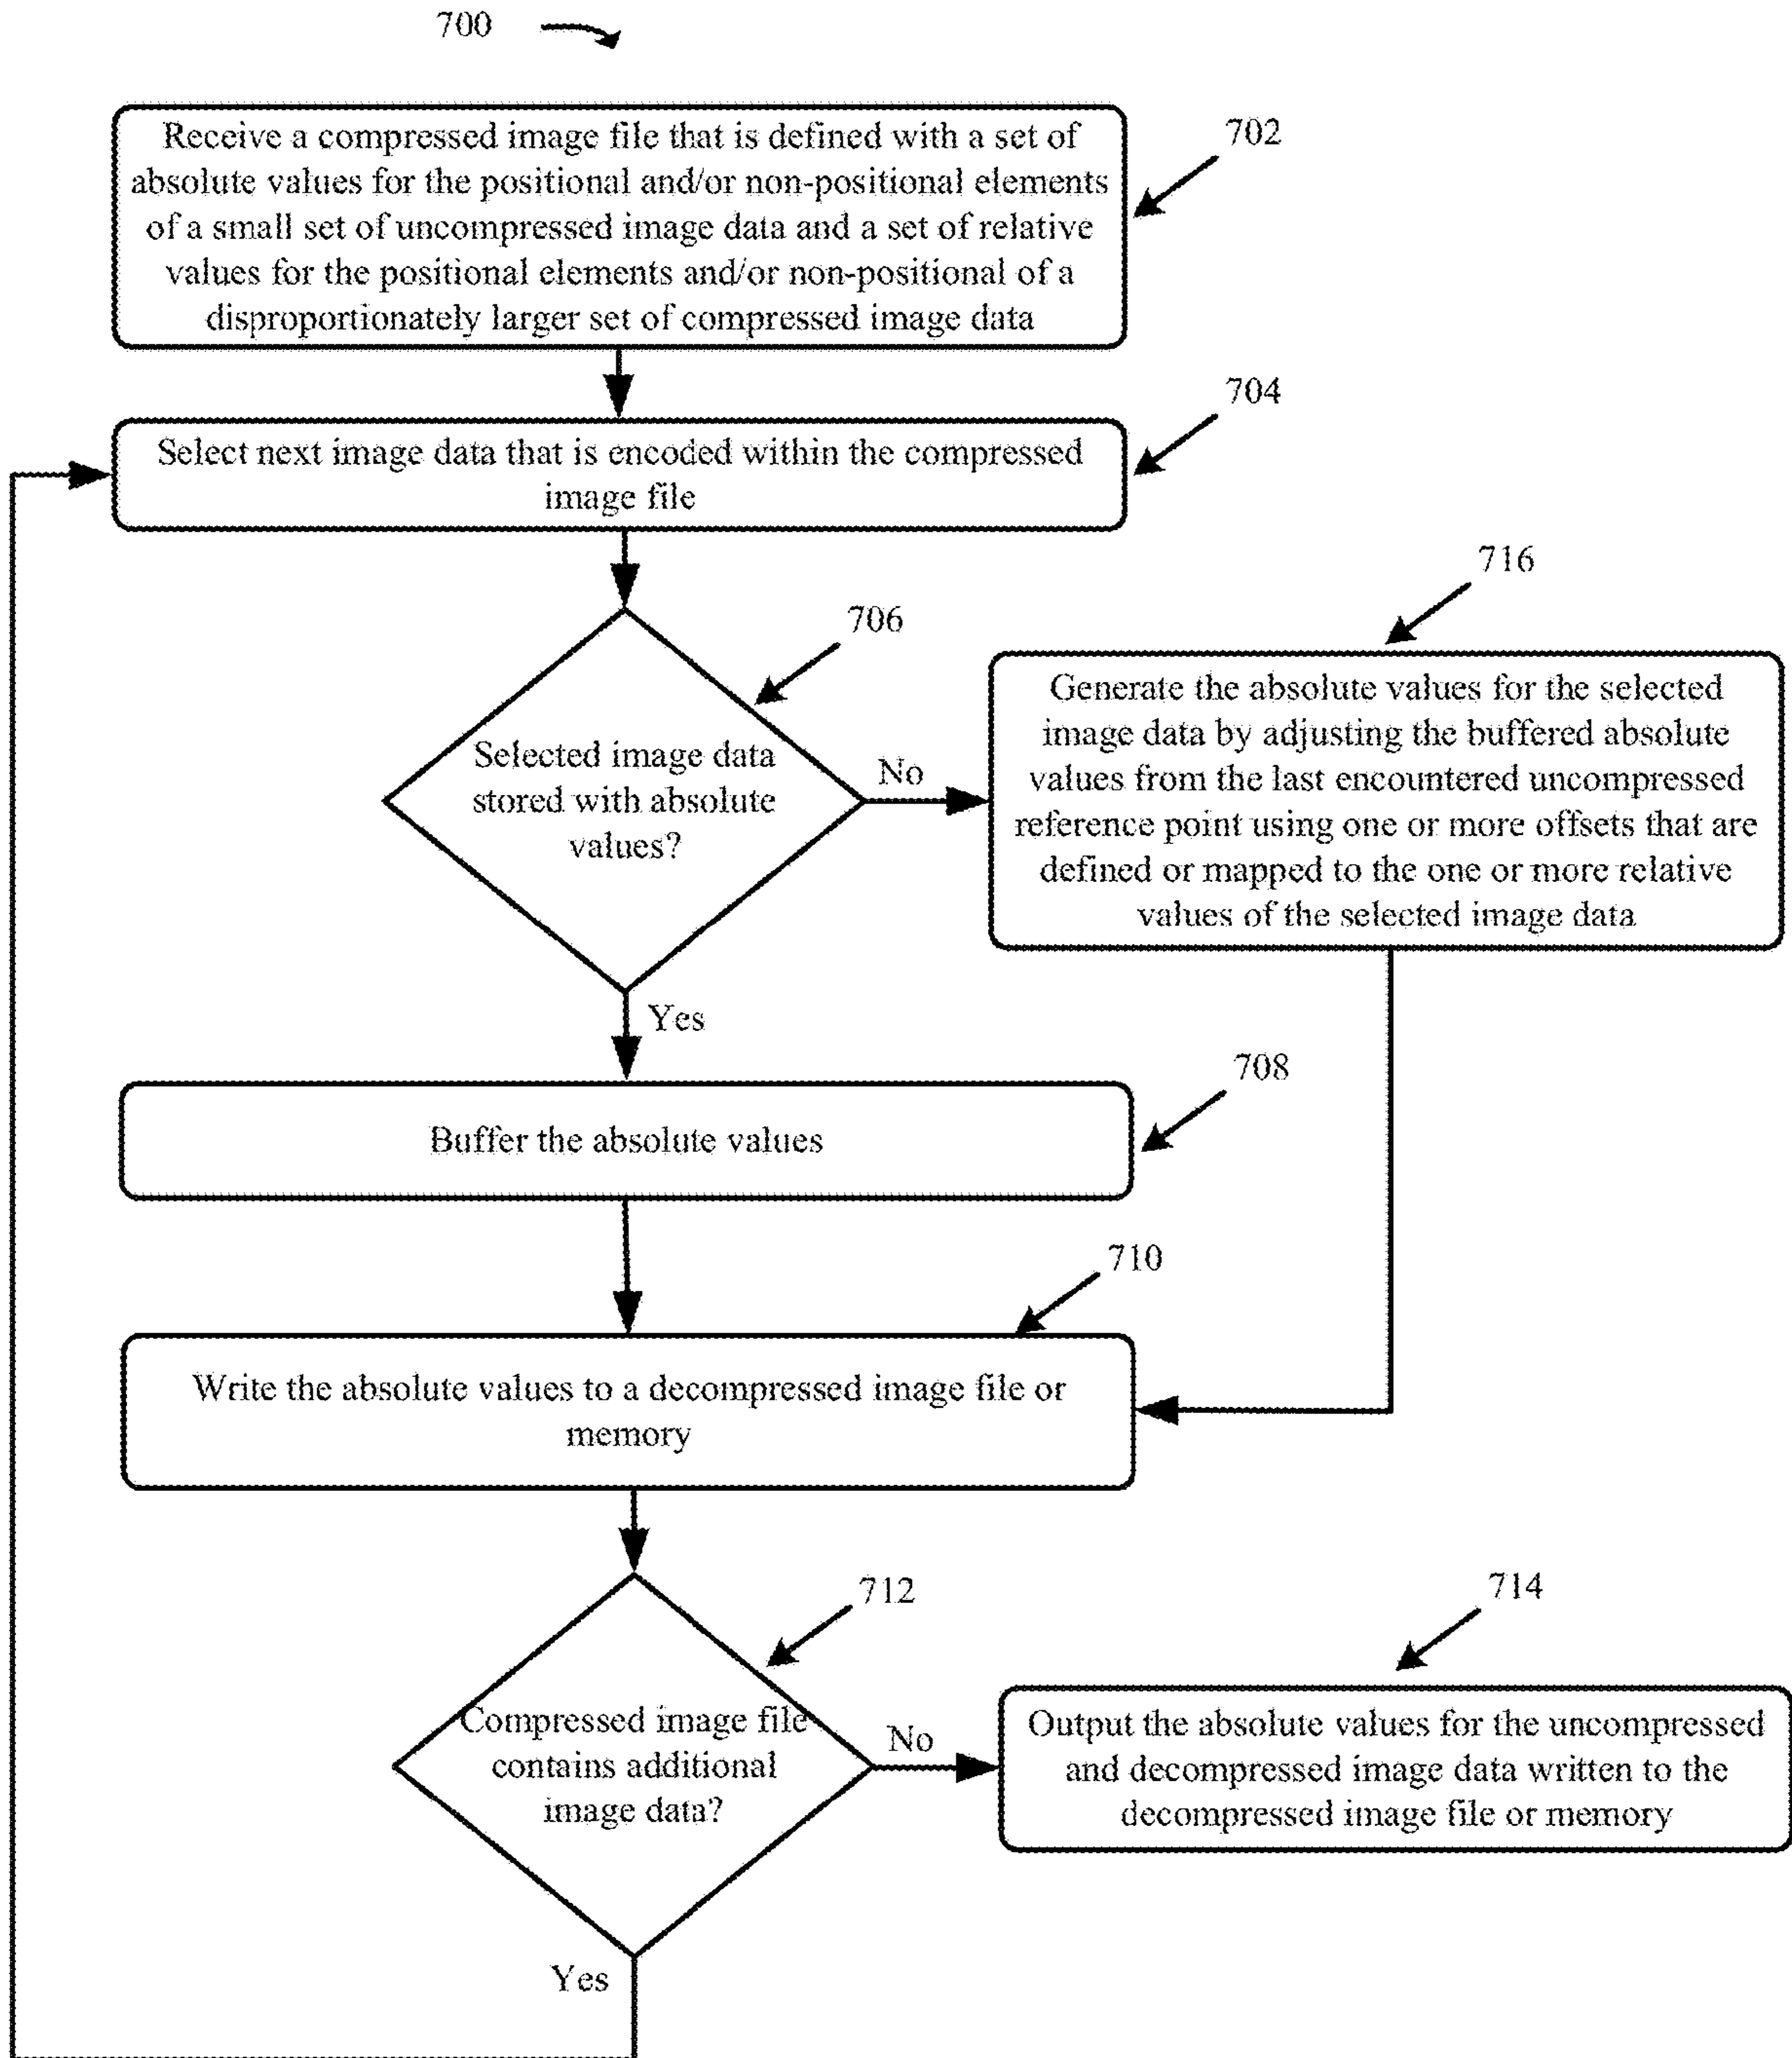 700
Receive a compressed image file that is defined with a set of
absolute values for the positional and/or non-positional elements
of a small set of uncompressed image data and a set of relative
values for the positional elements and/or non-positional of a
disproportionately larger set of compressed image data
702
Select next image data that is encoded within the compressed
image file
704
Selected image data
stored with absolute
values?
706
No
716
Generate the absolute values for the selected
image data by adjusting the buffered absolute
values from the last encountered uncompressed
reference point using one or more offsets that are
defined or mapped to the one or more relative
values of the selected image data
Yes
Buffer the absolute values
708
710
Write the absolute values to a decompressed image file or
memory
Compressed image file
contains additional
image data?
712
No
714
Output the absolute values for the uncompressed
and decompressed image data written to the
decompressed image file or memory
Yes